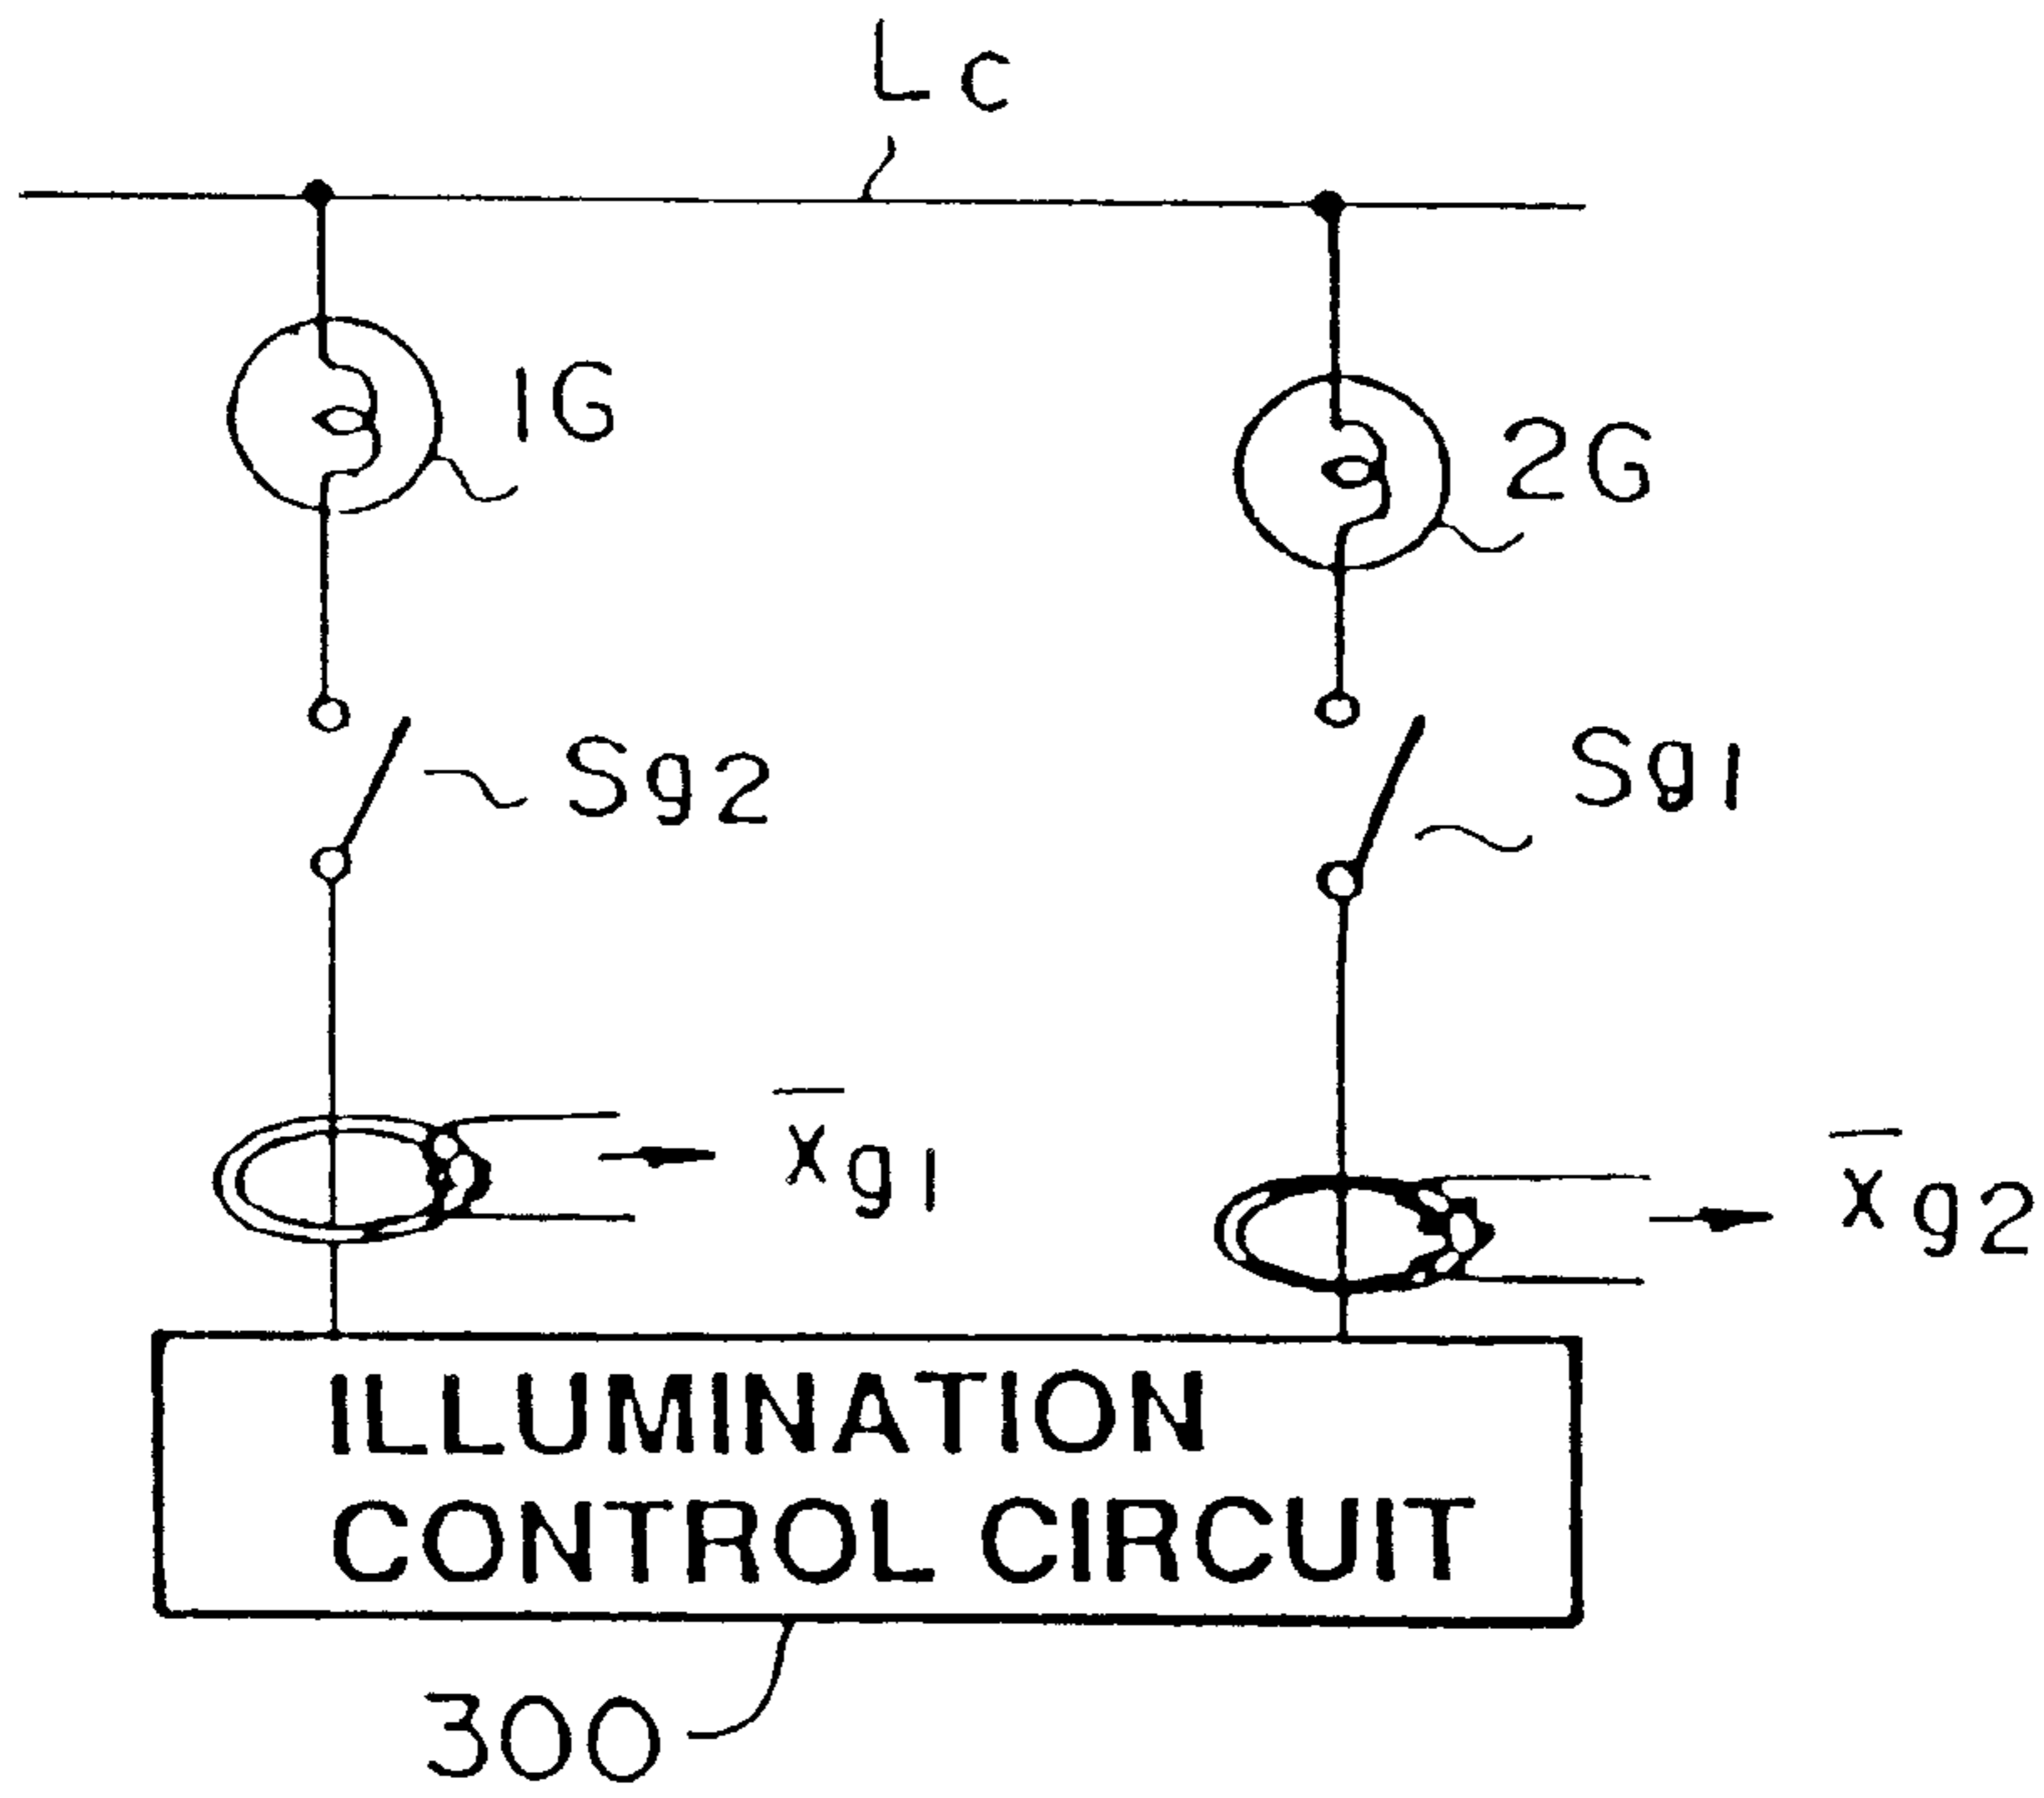 Lc
1G
2G
Sg2
Sg1
x̅g1
x̅g2
ILLUMINATION
CONTROL CIRCUIT
300